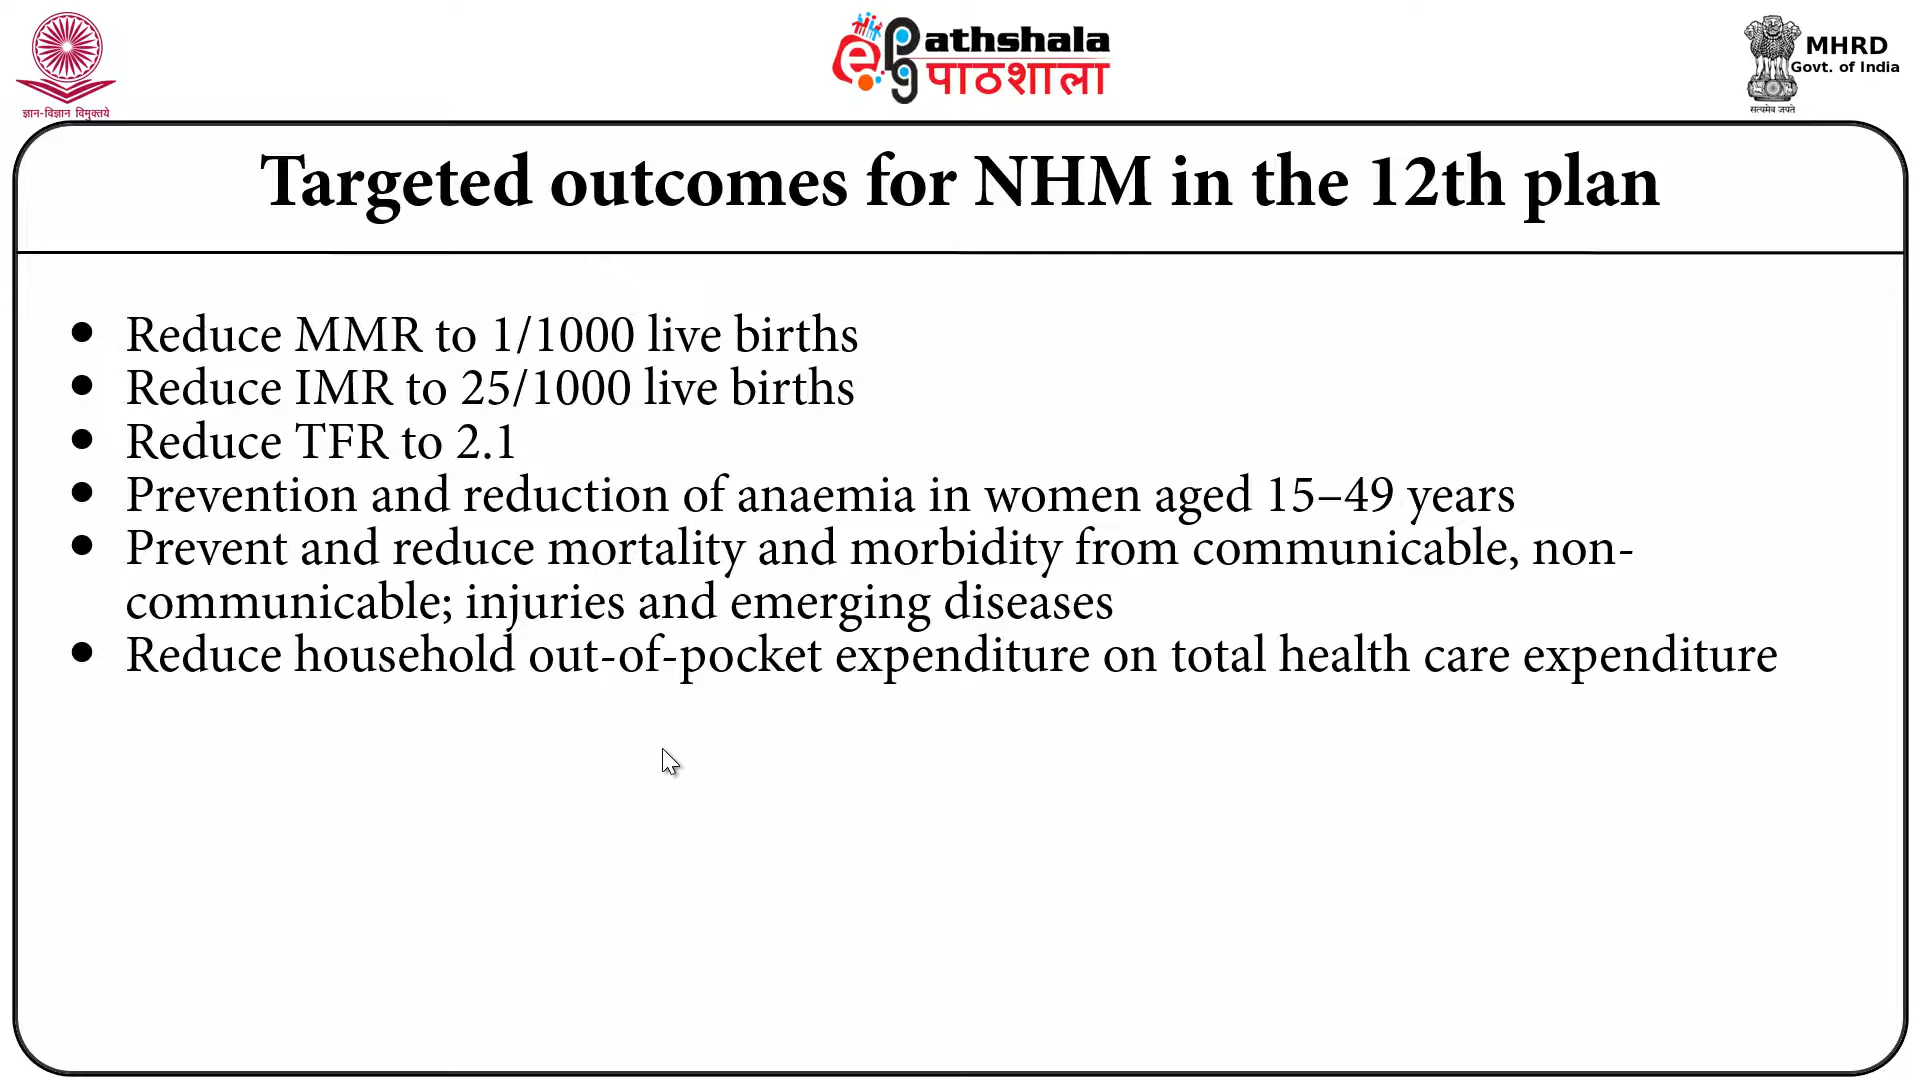 ज्ञान-विज्ञान विमुक्तये
ePathshala
पाठशाला
MHRD
Govt. of India
सत्यमेव जयते
Targeted outcomes for NHM in the 12th plan
● Reduce MMR to 1/1000 live births
● Reduce IMR to 25/1000 live births
● Reduce TFR to 2.1
● Prevention and reduction of anaemia in women aged 15–49 years
● Prevent and reduce mortality and morbidity from communicable, non-
communicable; injuries and emerging diseases
● Reduce household out-of-pocket expenditure on total health care expenditure